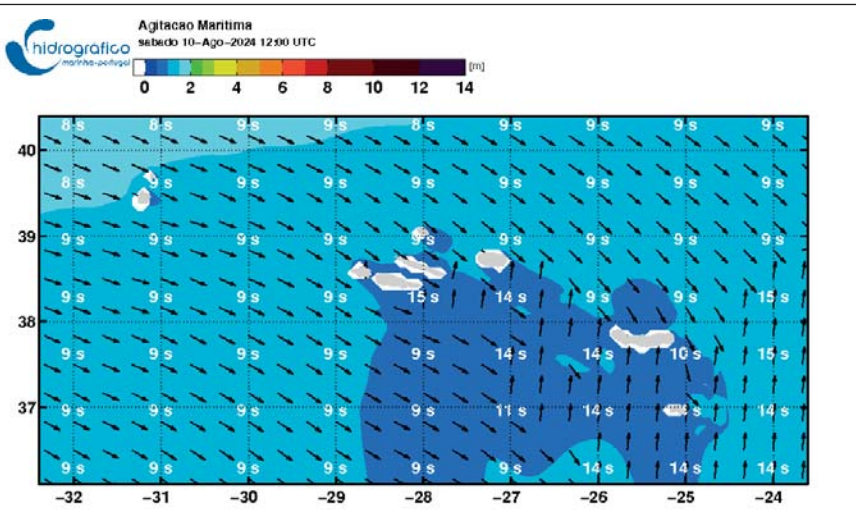 hidrográfico
marinha-portugal
Agitacao Maritima
sabado 10-Ago-2024 12:00 UTC
[m]
0 2 4 6 8 10 12 14
8 s 8 s 9 s 9 s 8 s 9 s 9 s 9 s 9 s
40
8 s 9 s 9 s 9 s 9 s 9 s 9 s 9 s 9 s
39
9 s 9 s 9 s 9 s 9 s 9 s 9 s 9 s 9 s
9 s 9 s 9 s 9 s 15 s 14 s 9 s 9 s 15 s
38
9 s 9 s 9 s 9 s 9 s 14 s 14 s 10 s 15 s
37
9 s 9 s 9 s 9 s 9 s 11 s 14 s 14 s
9 s 9 s 9 s 9 s 9 s 9 s 14 s 14 s 14 s
-32 -31 -30 -29 -28 -27 -26 -25 -24